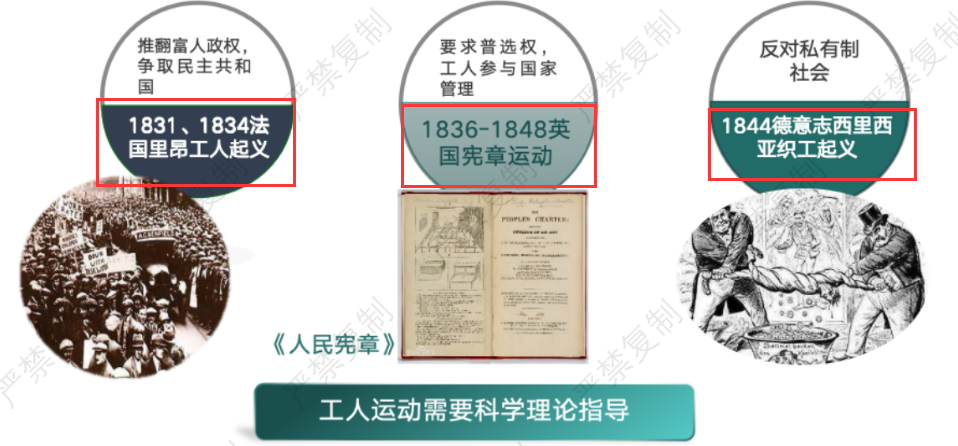 推翻富人政权，
争取民主共和
国
1831、1834法
国里昂工人起义
要求普选权，
工人参与国家
管理
1836-1848英
国宪章运动
反对私有制
社会
1844德意志西里西
亚织工起义
THE
PEOPLE'S CHARTER;
《人民宪章》
工人运动需要科学理论指导
严禁复制